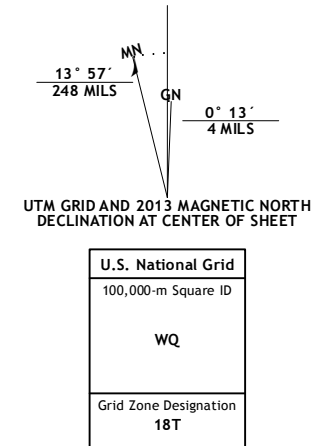 MN
GN
13° 57´
248 MILS
0° 13´
4 MILS
UTM GRID AND 2013 MAGNETIC NORTH
DECLINATION AT CENTER OF SHEET
U.S. National Grid
100,000-m Square ID
WQ
Grid Zone Designation
18T